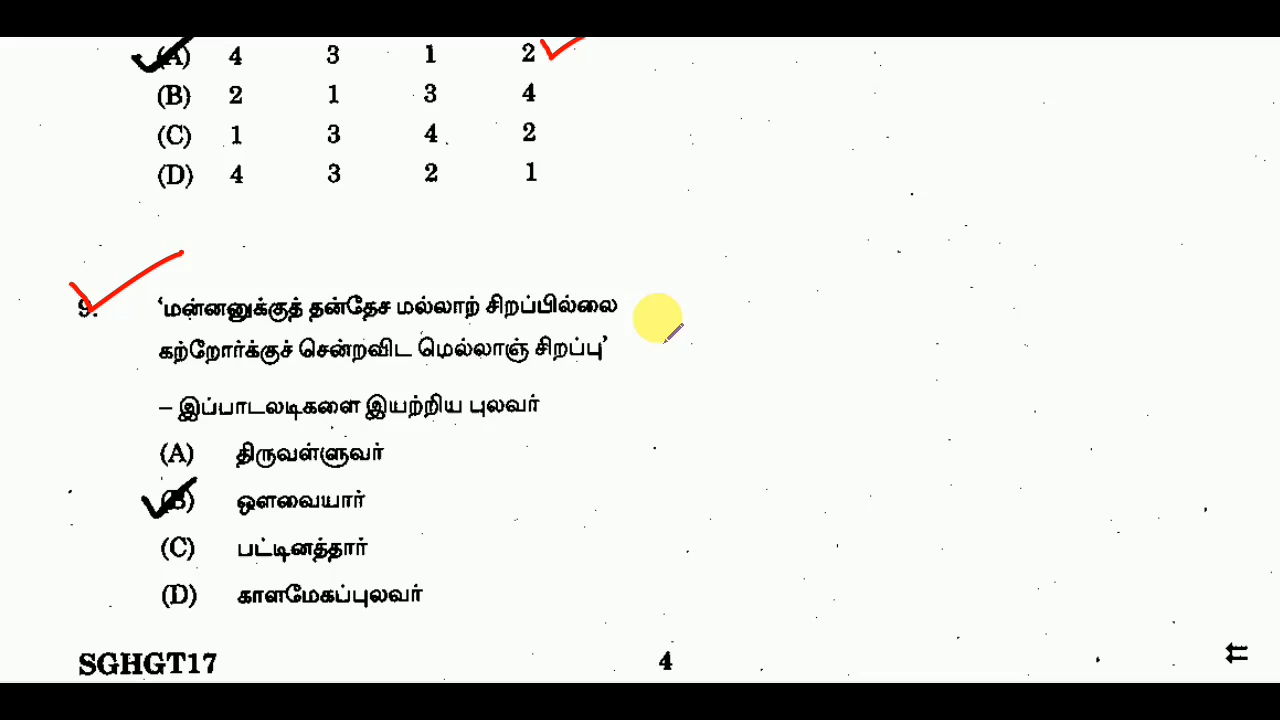 (A) 4 3 1 2
(B) 2 1 3 4
(C) 1 3 4 2
(D) 4 3 2 1
9. ‘மன்னனுக்குத் தன்தேச மல்லாற் சிறப்பில்லை
கற்றோர்க்குச் சென்றவிட மெல்லாஞ் சிறப்பு’
– இப்பாடலடிகளை இயற்றிய புலவர்
(A) திருவள்ளுவர்
(B) ஔவையார்
(C) பட்டினத்தார்
(D) காளமேகப்புலவர்
SGHGT17 4